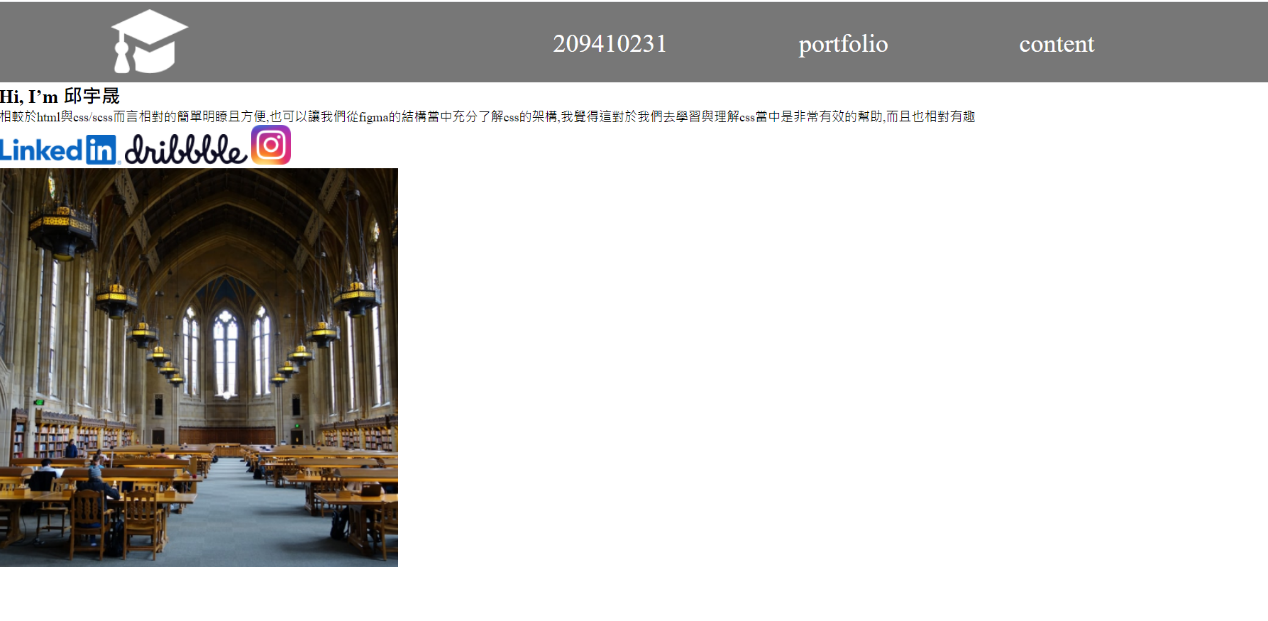 209410231 portfolio content
Hi, I’m 邱宇晟
相較於html與css/scss而言相對的簡單明瞭且方便,也可以讓我們從figma的結構當中充分了解css的架構,我覺得這對於我們去學習與理解css當中是非常有效的幫助,而且也相對有趣
Linked in dribbble